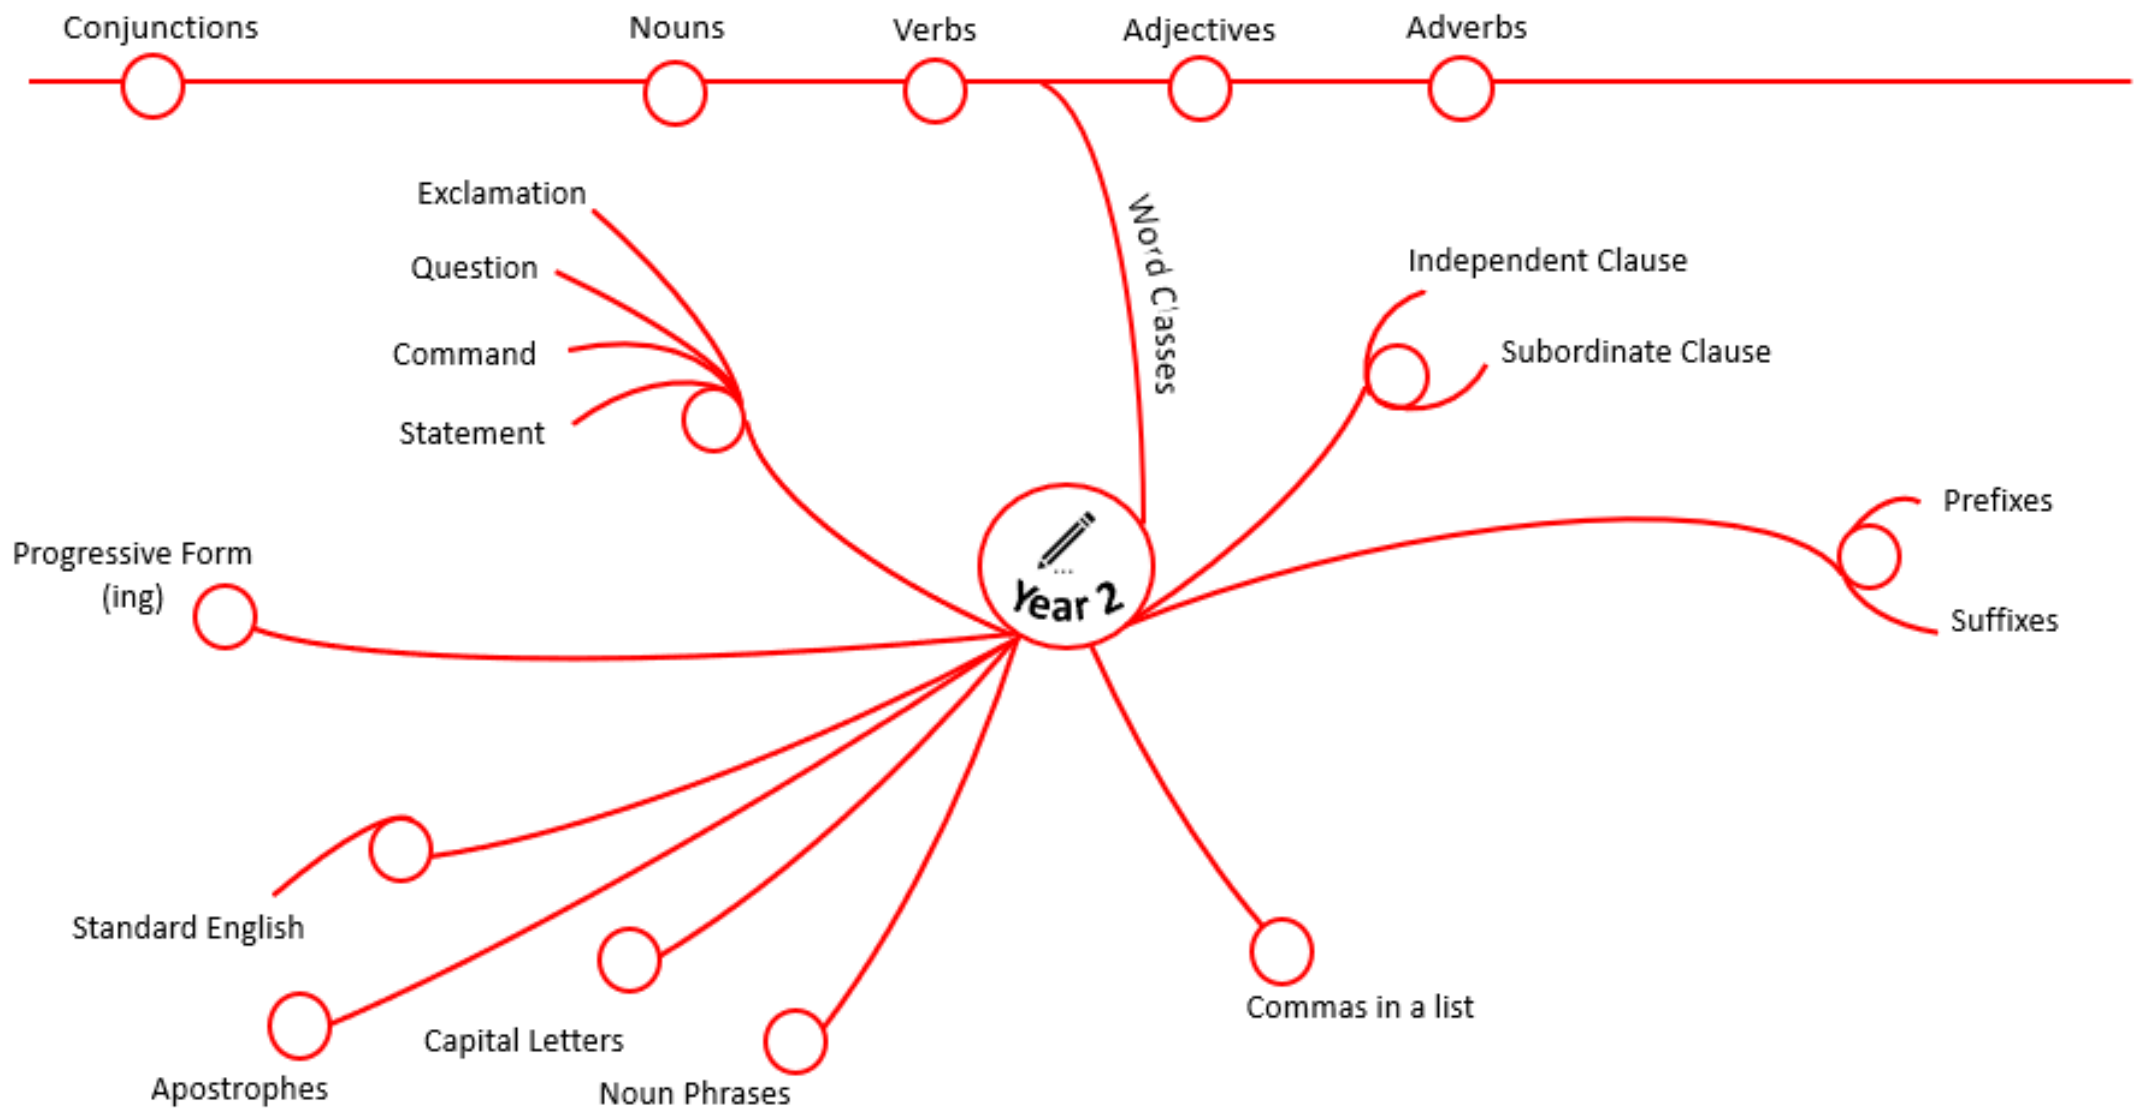 Conjunctions
Nouns
Verbs
Adjectives
Adverbs
Exclamation
Question
Command
Statement
Word Classes
Independent Clause
Subordinate Clause
Prefixes
Suffixes
Progressive Form
(ing)
...
Year 2
Standard English
Apostrophes
Capital Letters
Noun Phrases
Commas in a list